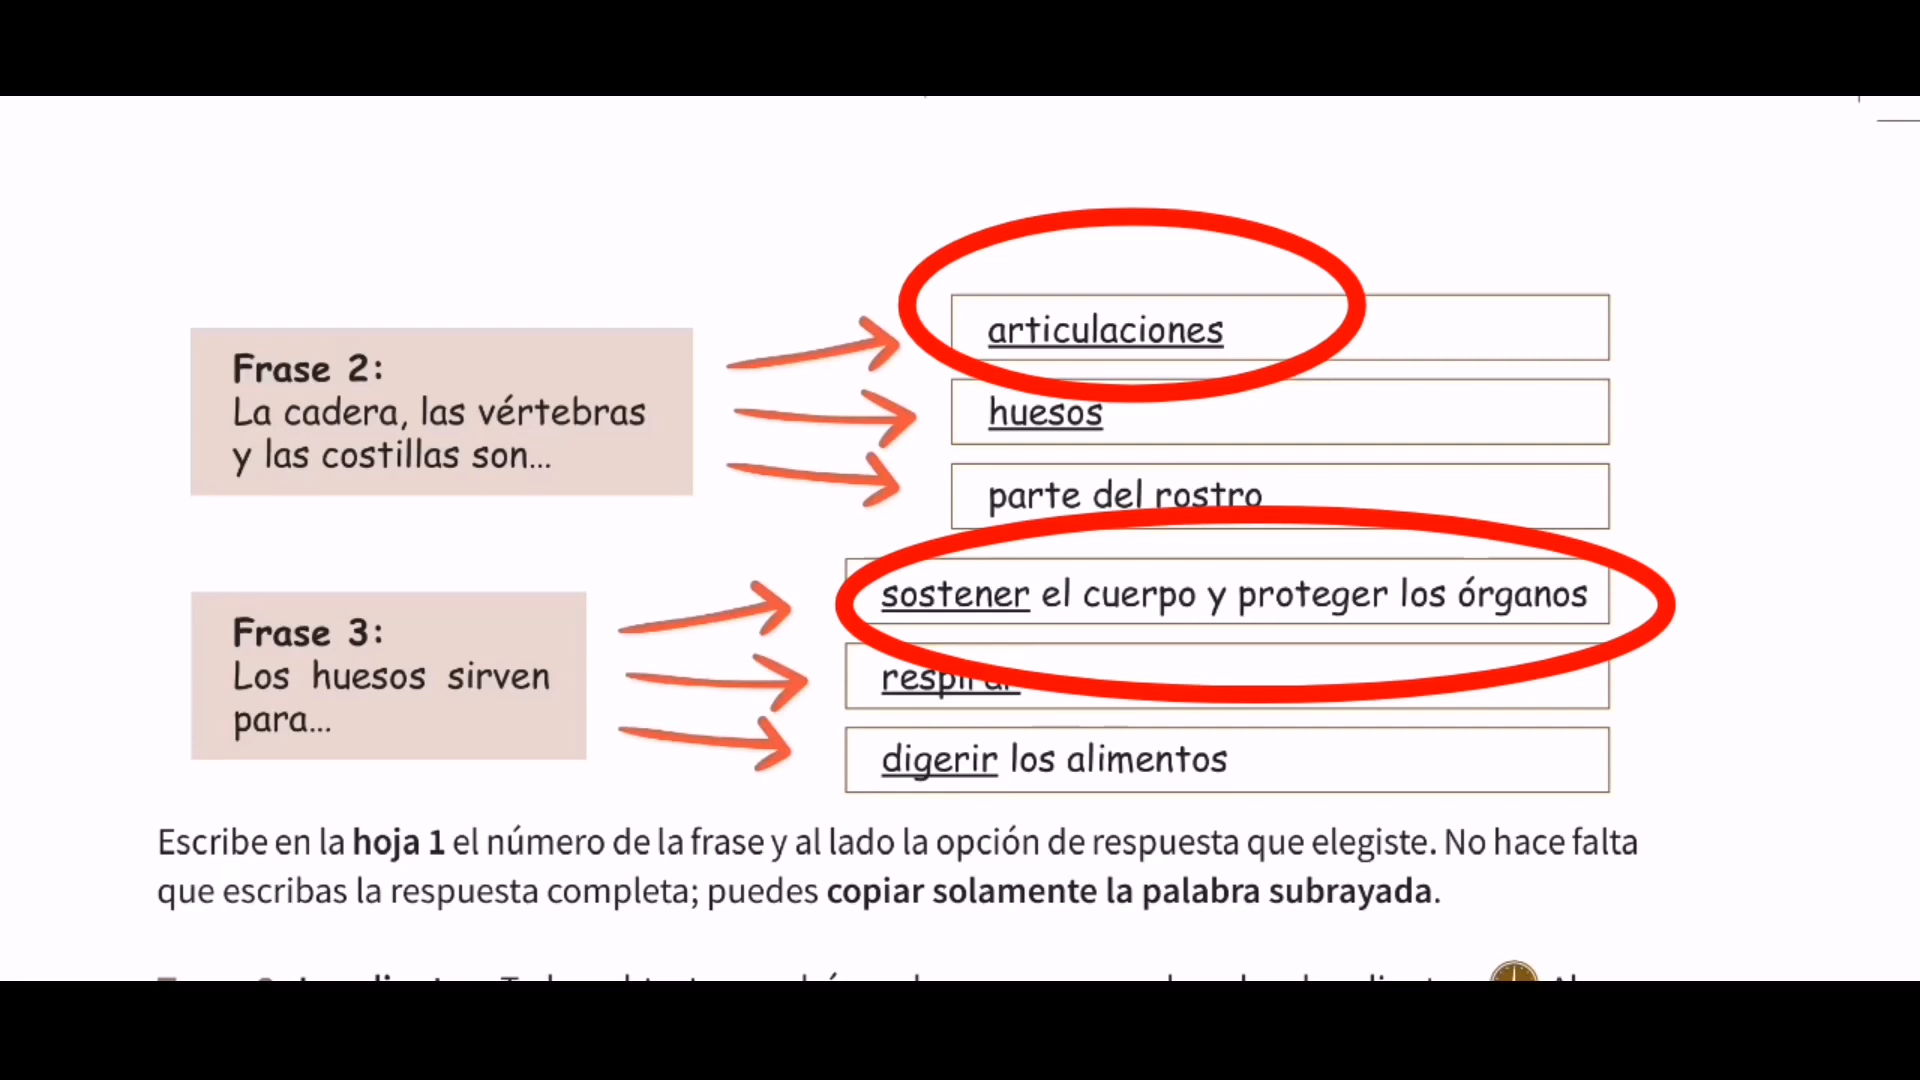 articulaciones
Frase 2:
La cadera, las vértebras
y las costillas son...
huesos
parte del rostro
sostener el cuerpo y proteger los órganos
Frase 3:
Los huesos sirven
para...
respirar
digerir los alimentos
Escribe en la hoja 1 el número de la frase y al lado la opción de respuesta que elegiste. No hace falta
que escribas la respuesta completa; puedes copiar solamente la palabra subrayada.